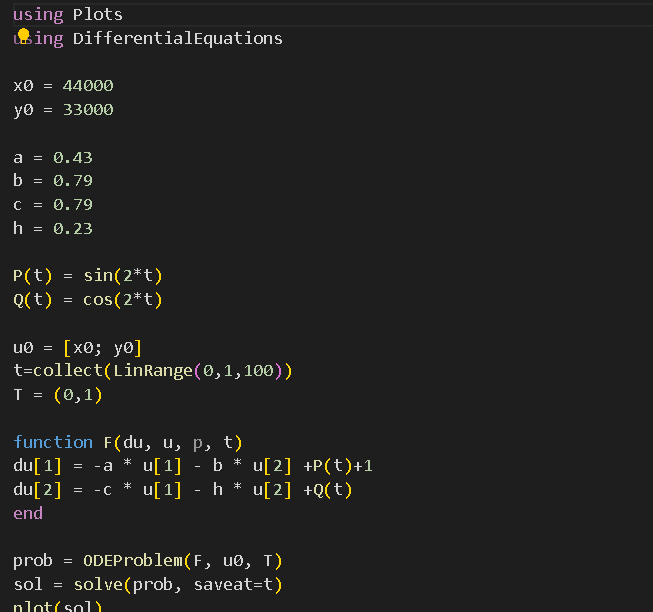 using Plots
using DifferentialEquations
x0 = 44000
y0 = 33000
a = 0.43
b = 0.79
c = 0.79
h = 0.23
P(t) = sin(2*t)
Q(t) = cos(2*t)
u0 = [x0; y0]
t=collect(LinRange(0,1,100))
T = (0,1)
function F(du, u, p, t)
du[1] = -a * u[1] - b * u[2] +P(t)+1
du[2] = -c * u[1] - h * u[2] +Q(t)
end
prob = ODEProblem(F, u0, T)
sol = solve(prob, saveat=t)
plot(sol)